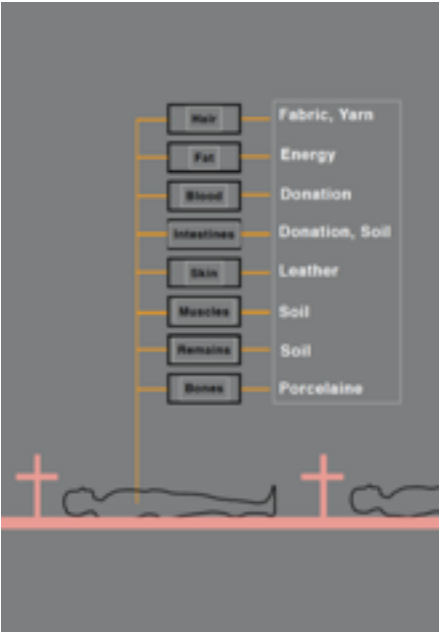 Hair Fabric, Yarn
Fat Energy
Blood Donation
Intestines Donation, Soil
Skin Leather
Muscles Soil
Remains Soil
Bones Porcelaine